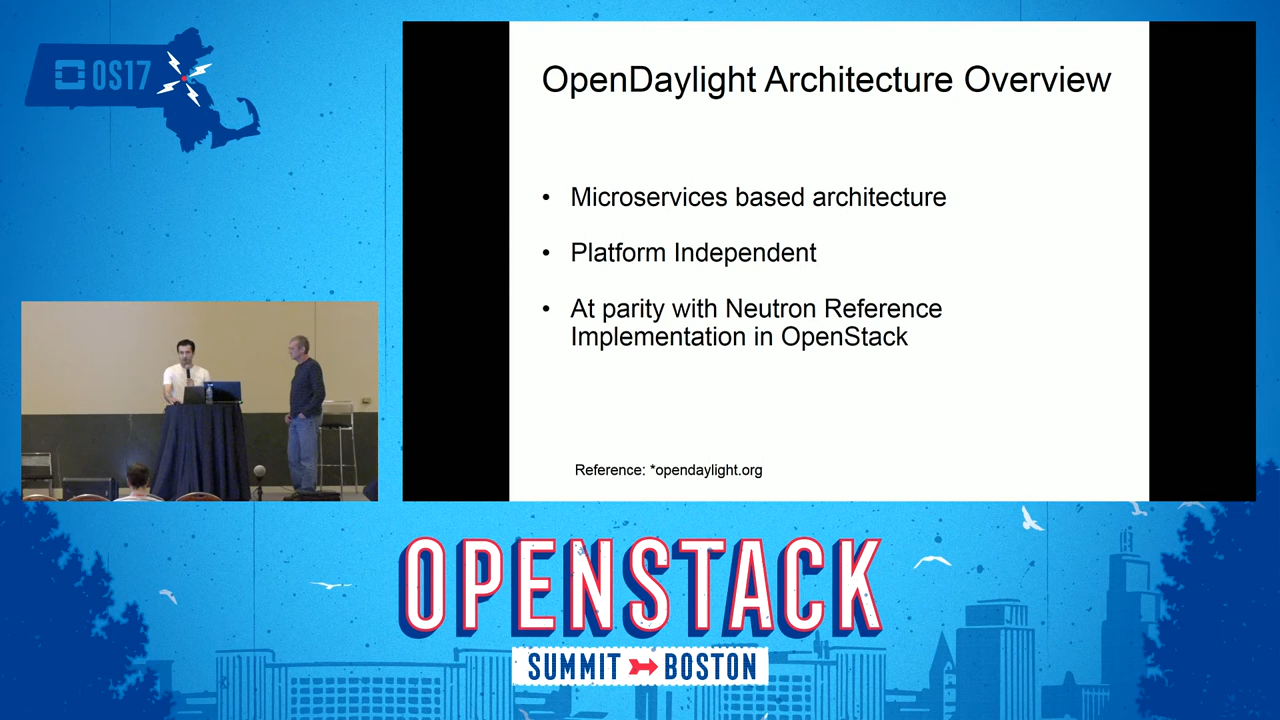 OS17
OpenDaylight Architecture Overview
• Microservices based architecture
• Platform Independent
• At parity with Neutron Reference
Implementation in OpenStack
Reference: *opendaylight.org
OPENSTACK
SUMMIT BOSTON